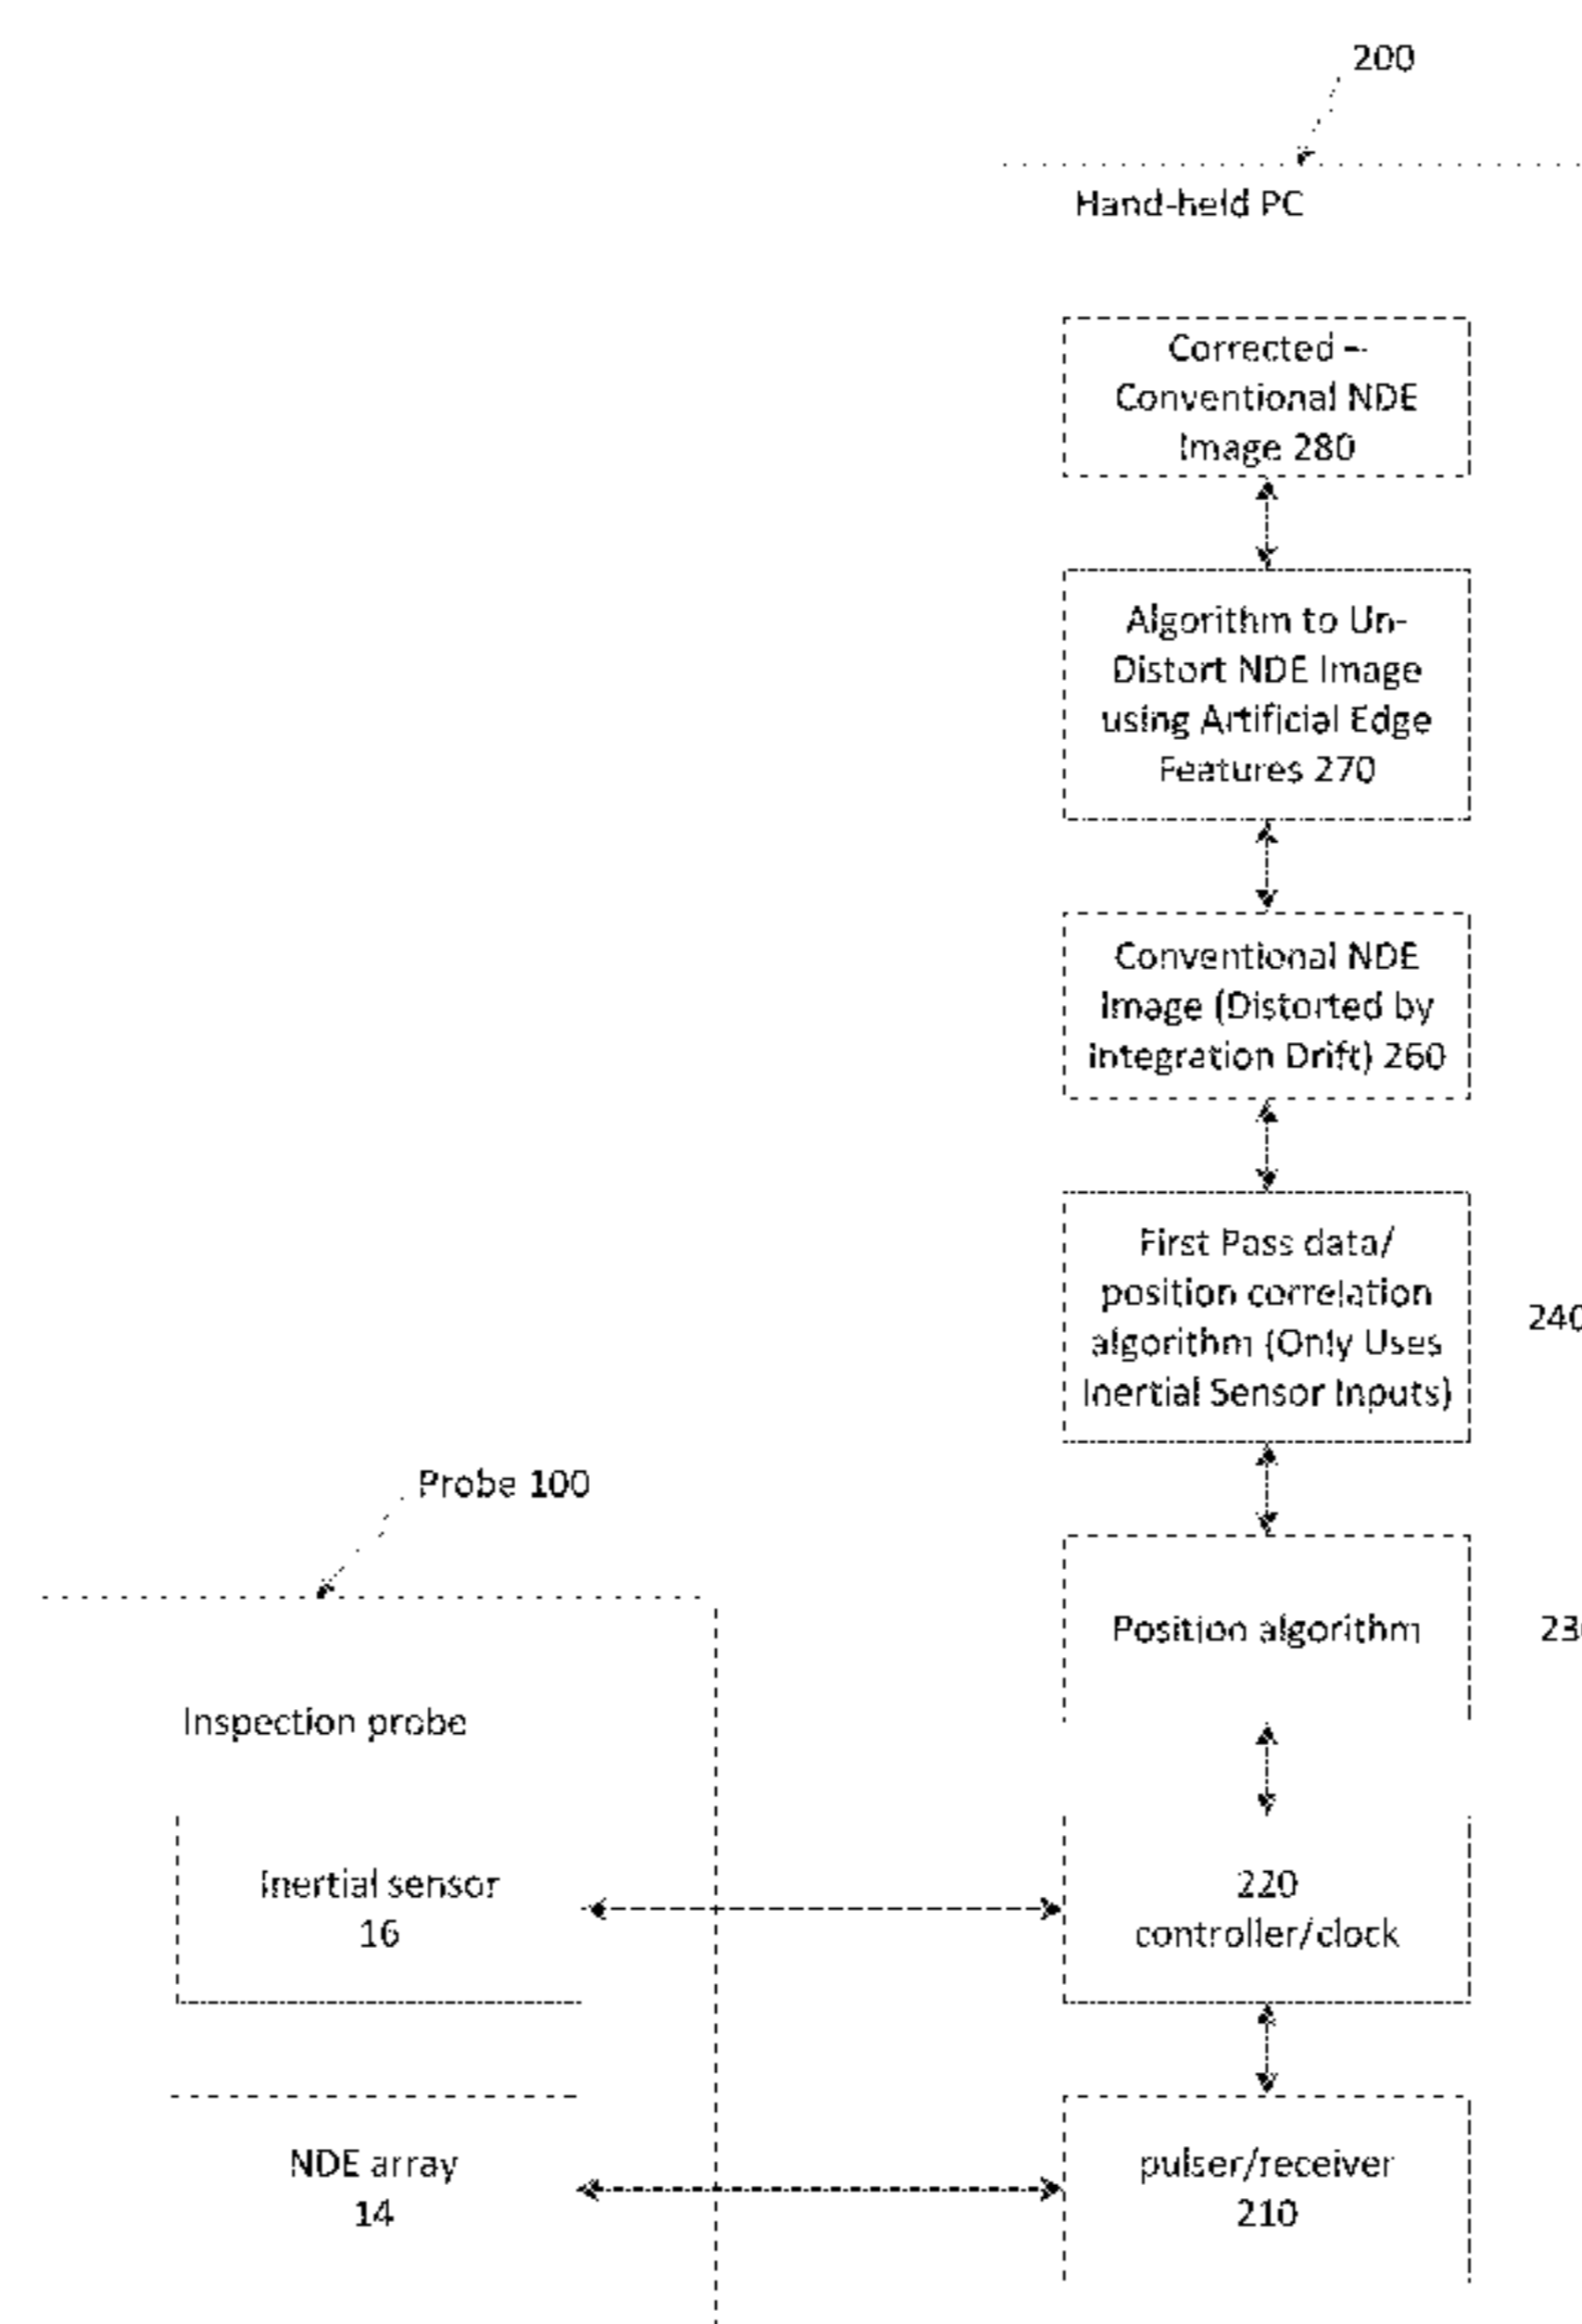 200
Hand-held PC
Corrected –
Conventional NDE
Image 280
Algorithm to Un-
Distort NDE Image
using Artificial Edge
Features 270
Conventional NDE
Image (Distorted by
Integration Drift) 260
First Pass data/
position correlation
algorithm (Only Uses
Inertial Sensor Inputs)
240
Probe 100
Position algorithm
Inspection probe
Inertial sensor
16
220
controller/clock
NDE array
14
pulser/receiver
210